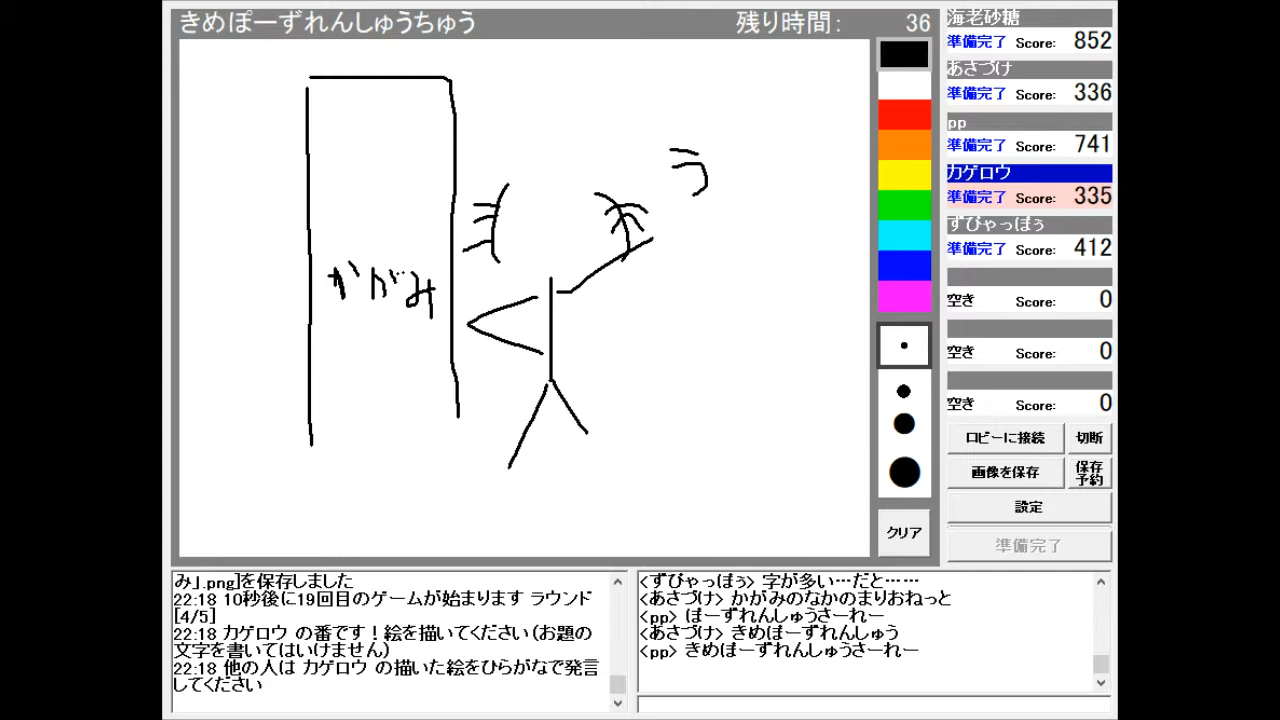 きめぽーずれんしゅうちゅう
残り時間: 36
かがみ
う
クリア
海老砂糖
準備完了 Score: 852
あさづけ
準備完了 Score: 336
pp
準備完了 Score: 741
カゲロウ
準備完了 Score: 335
ずぴゃっぽぅ
準備完了 Score: 412
空き Score: 0
空き Score: 0
空き Score: 0
ロビーに接続 切断
画像を保存 保存予約
設定
準備完了
み」.png]を保存しました
22:18 10秒後に19回目のゲームが始まります ラウンド
[4/5]
22:18 カゲロウ の番です！絵を描いてください（お題の
文字を書いてはいけません）
22:18 他の人は カゲロウ の描いた絵をひらがなで発言
してください
<ずぴゃっぽぅ> 字が多い…だと……
<あさづけ> かがみのなかのまりおねっと
<pp> ぽーずれんしゅうさーれー
<あさづけ> きめぽーずれんしゅう
<pp> きめぽーずれんしゅうさーれー